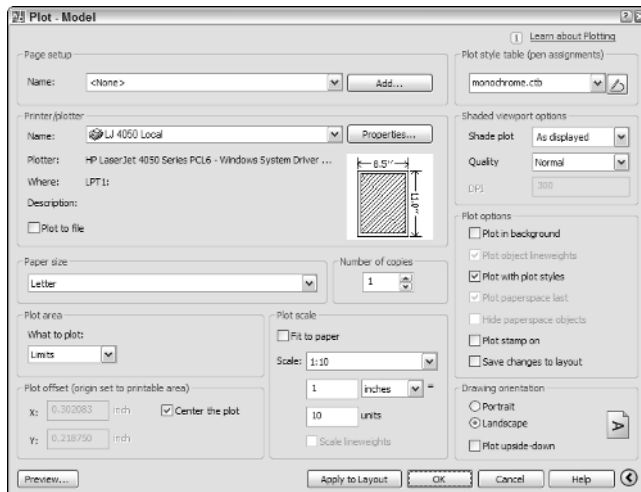 Plot - Model
Learn about Plotting
Page setup
Name:
<None>
Add...
Plot style table (pen assignments)
monochrome.ctb
Printer/plotter
Name:
LJ 4050 Local
Properties...
Plotter:
HP LaserJet 4050 Series PCL6 - Windows System Driver ...
Where:
LPT1:
Description:
Plot to file
8.5''
11.0''
Shaded viewport options
Shade plot
As displayed
Quality
Normal
DPI
300
Paper size
Letter
Number of copies
1
Plot options
Plot in background
Plot object lineweights
Plot with plot styles
Plot paperspace last
Hide paperspace objects
Plot stamp on
Save changes to layout
Plot area
What to plot:
Limits
Plot scale
Fit to paper
Scale:
1:10
1
inches
=
10
units
Scale lineweights
Plot offset (origin set to printable area)
X:
0.302083
inch
Center the plot
Y:
0.218750
inch
Drawing orientation
Portrait
Landscape
Plot upside-down
A
Preview...
Apply to Layout
OK
Cancel
Help